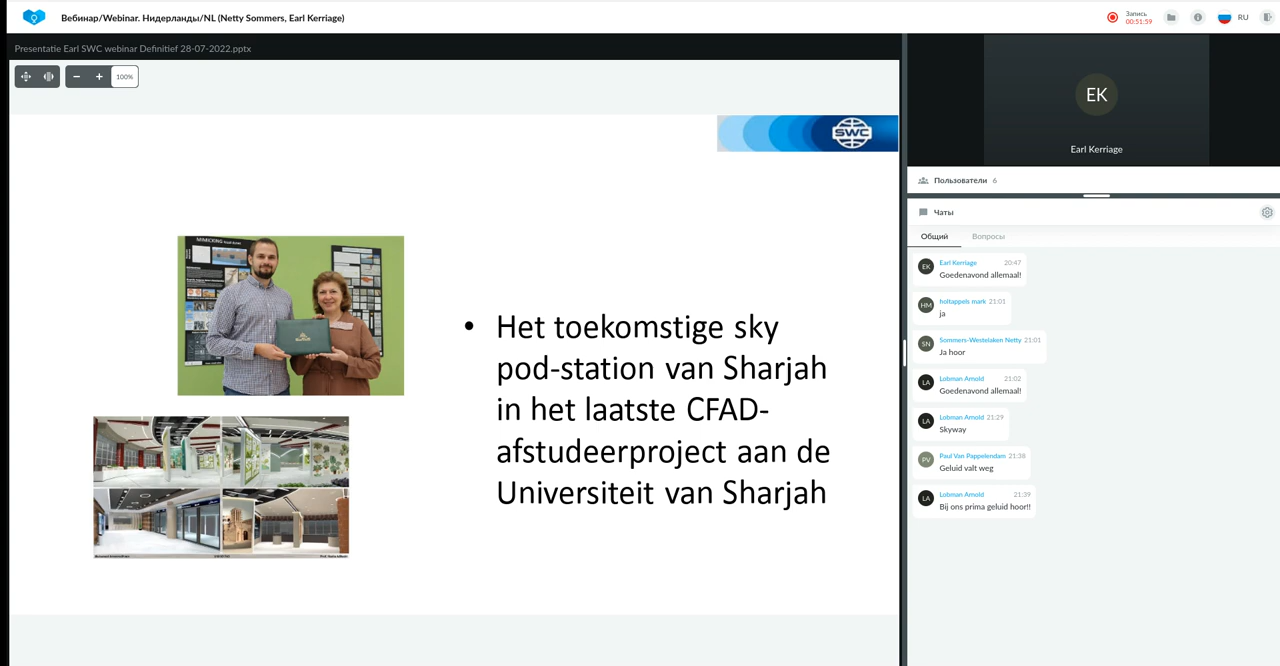 Вебинар/Webinar. Нидерланды/NL (Netty Sommers, Earl Kerriage)
Запись
00:51:59
RU
Presentatie Earl SWC webinar Definitief 28-07-2022.pptx
100%
SWC
MIMICKING
Het toekomstige sky
pod-station van Sharjah
in het laatste CFAD-
afstudeerproject aan de
Universiteit van Sharjah
EK
Earl Kerriage
Пользователи 6
Чаты
Общий
Вопросы
EK
Earl Kerriage 20:47
Goedenavond allemaal!
HM
holtappels mark 21:01
ja
SN
Sommers-Westelaken Netty 21:01
Ja hoor
LA
Lobman Arnold 21:02
Goedenavond allemaal!
LA
Lobman Arnold 21:29
Skyway
PV
Paul Van Pappelendam 21:38
Geluid valt weg
LA
Lobman Arnold 21:39
Bij ons prima geluid hoor!!